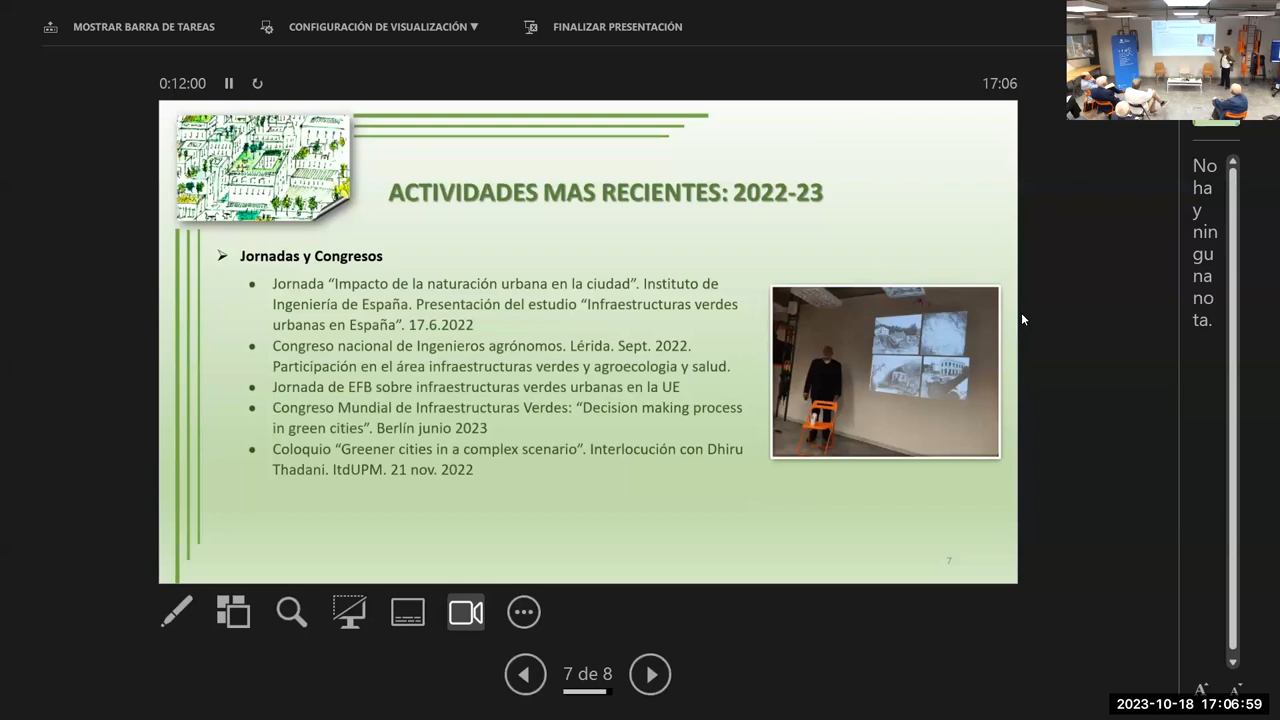 MOSTRAR BARRA DE TAREAS
CONFIGURACIÓN DE VISUALIZACIÓN ▼
FINALIZAR PRESENTACIÓN
0:12:00
17:06
ACTIVIDADES MAS RECIENTES: 2022-23
Jornadas y Congresos
Jornada “Impacto de la naturación urbana en la ciudad”. Instituto de
Ingeniería de España. Presentación del estudio “Infraestructuras verdes
urbanas en España”. 17.6.2022
Congreso nacional de Ingenieros agrónomos. Lérida. Sept. 2022.
Participación en el área infraestructuras verdes y agroecologia y salud.
Jornada de EFB sobre infraestructuras verdes urbanas en la UE
Congreso Mundial de Infraestructuras Verdes: “Decision making process
in green cities”. Berlín junio 2023
Coloquio “Greener cities in a complex scenario”. Interlocución con Dhiru
Thadani. ItdUPM. 21 nov. 2022
7
No
ha
y
nin
gu
na
no
ta.
7 de 8
A
A
2023-10-18 17:06:59